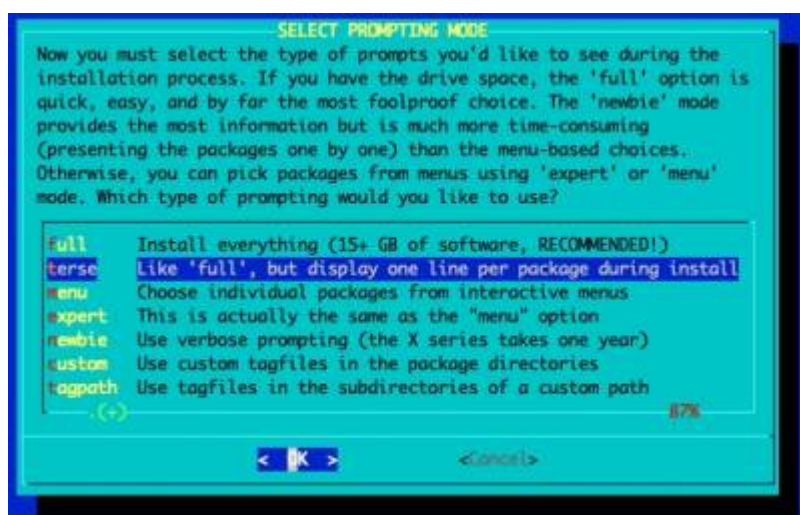 SELECT PROMPTING MODE
Now you must select the type of prompts you'd like to see during the
installation process. If you have the drive space, the 'full' option is
quick, easy, and by far the most foolproof choice. The 'newbie' mode
provides the most information but is much more time-consuming
(presenting the packages one by one) than the menu-based choices.
Otherwise, you can pick packages from menus using 'expert' or 'menu'
mode. Which type of prompting would you like to use?
full Install everything (15+ GB of software, RECOMMENDED!)
terse Like 'full', but display one line per package during install
menu Choose individual packages from interactive menus
expert This is actually the same as the "menu" option
newbie Use verbose prompting (the X series takes one year)
custom Use custom tagfiles in the package directories
tagpath Use tagfiles in the subdirectories of a custom path
.(+) 87%
< OK > <Cancel>